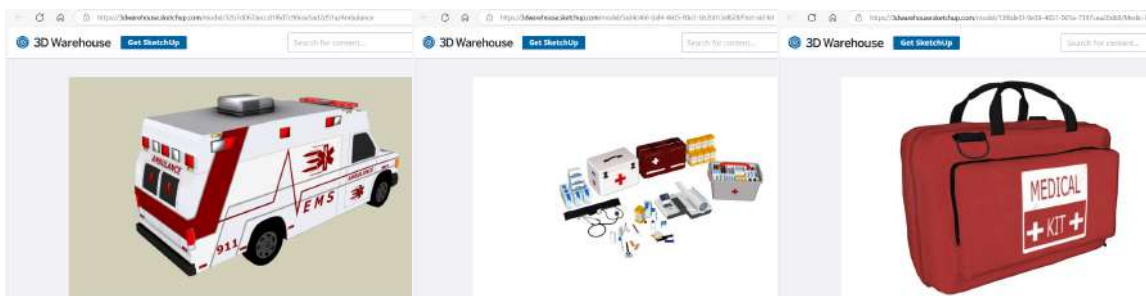 3D Warehouse
Get SketchUp
Search for content...
AMBULANCE
AMBULANCE
EMS
911
3D Warehouse
Get SketchUp
Search for content...
3D Warehouse
Get SketchUp
Search for content...
MEDICAL
KIT